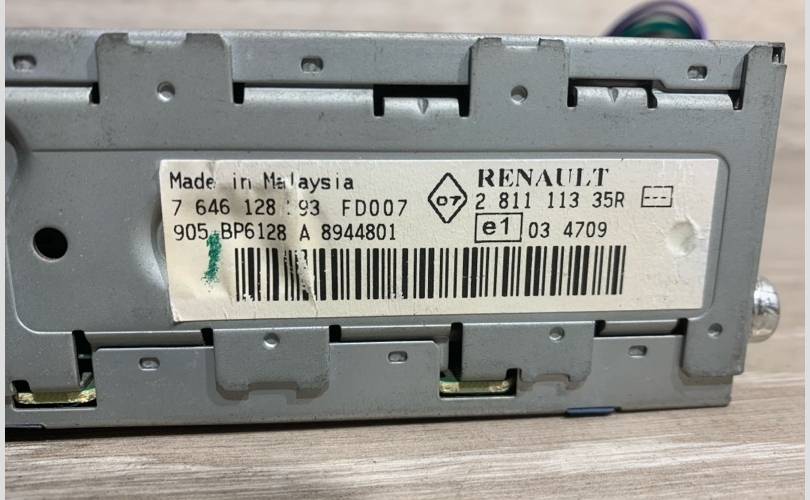 Made in Malaysia
7 646 128 93 FD007
905 BP6128 A 8944801
07
RENAULT
2 811 113 35R
e1 03 4709